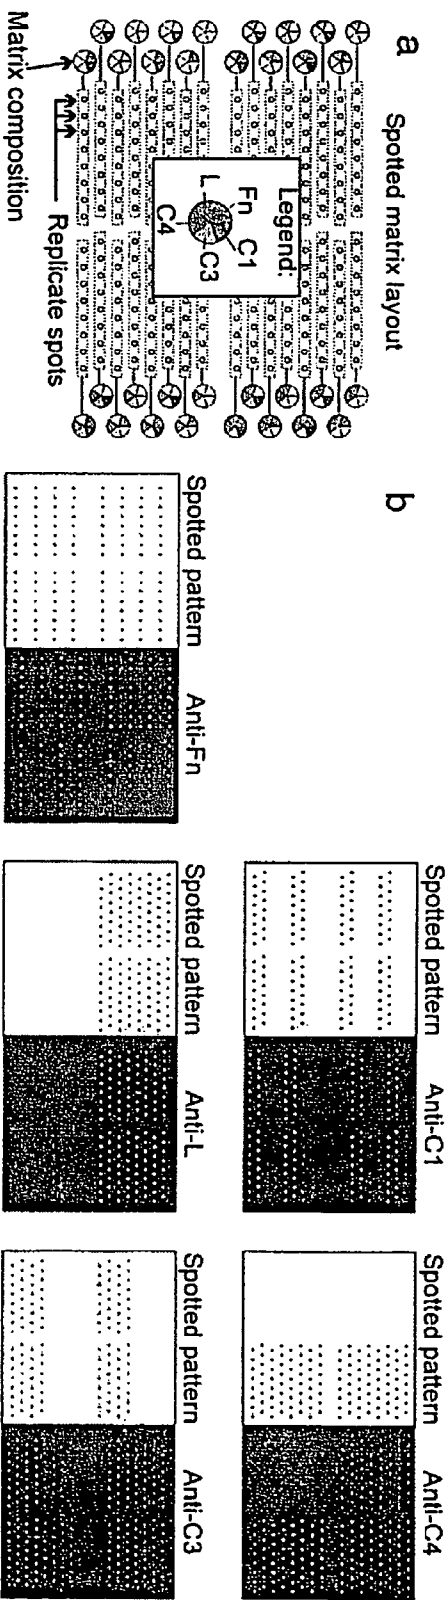 a
Spotted matrix layout
Legend:
Fn
C1
L
C3
C4
Replicate spots
Matrix composition
b
Spotted pattern
Anti-Fn
Spotted pattern
Anti-C1
Spotted pattern
Anti-L
Spotted pattern
Anti-C4
Spotted pattern
Anti-C3